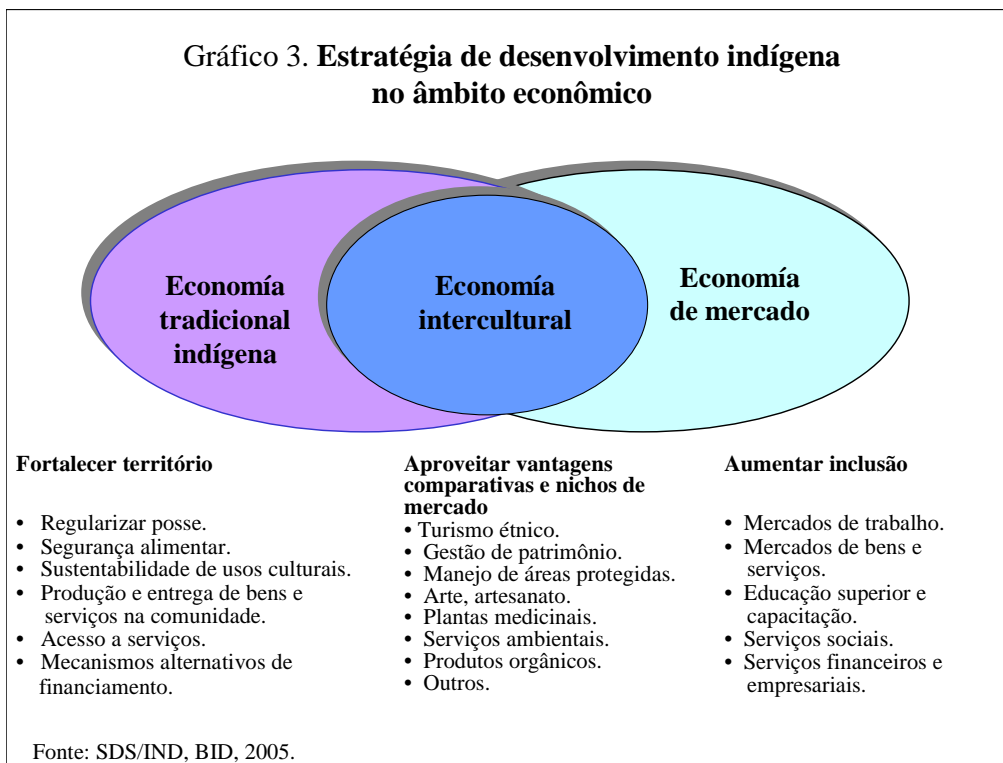 Gráfico 3. Estratégia de desenvolvimento indígena
no âmbito econômico
Economía
tradicional
indígena
Economía
intercultural
Economía
de mercado
Fortalecer território
• Regularizar posse.
• Segurança alimentar.
• Sustentabilidade de usos culturais.
• Produção e entrega de bens e
serviços na comunidade.
• Acesso a serviços.
• Mecanismos alternativos de
financiamento.
Aproveitar vantagens
comparativas e nichos de
mercado
• Turismo étnico.
• Gestão de patrimônio.
• Manejo de áreas protegidas.
• Arte, artesanato.
• Plantas medicinais.
• Serviços ambientais.
• Produtos orgânicos.
• Outros.
Aumentar inclusão
• Mercados de trabalho.
• Mercados de bens e
serviços.
• Educação superior e
capacitação.
• Serviços sociais.
• Serviços financeiros e
empresariais.
Fonte: SDS/IND, BID, 2005.